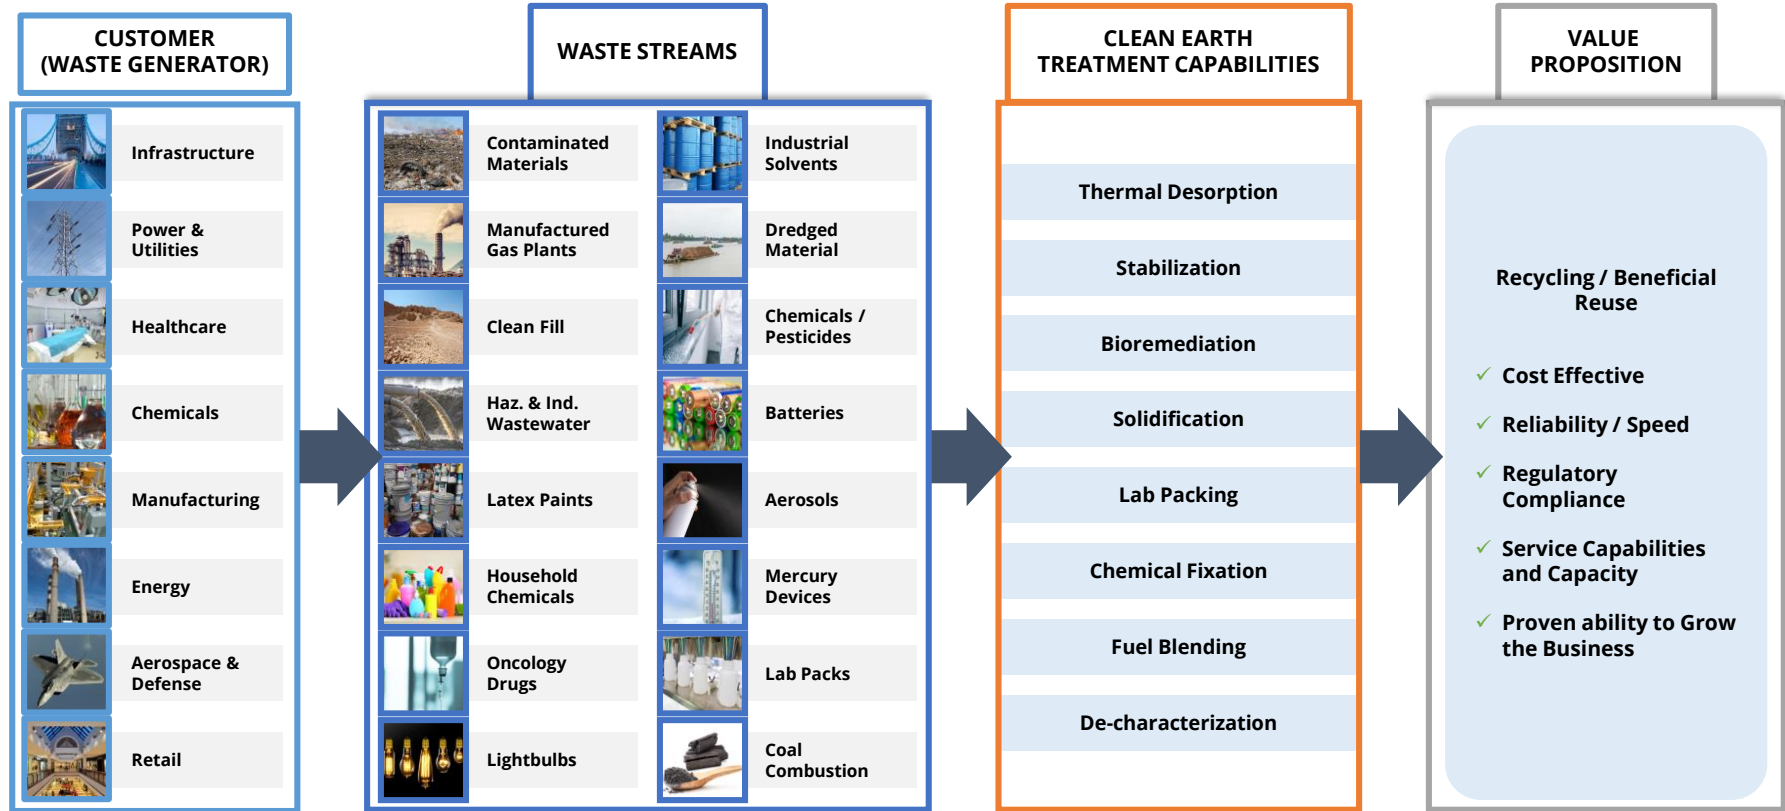 CUSTOMER
(WASTE GENERATOR)
Infrastructure
Power &
Utilities
Healthcare
Chemicals
Manufacturing
Energy
Aerospace &
Defense
Retail
WASTE STREAMS
Contaminated
Materials
Manufactured
Gas Plants
Clean Fill
Haz. & Ind.
Wastewater
Latex Paints
Household
Chemicals
Oncology
Drugs
Lightbulbs
Industrial
Solvents
Dredged
Material
Chemicals /
Pesticides
Batteries
Aerosols
Mercury
Devices
Lab Packs
Coal
Combustion
CLEAN EARTH
TREATMENT CAPABILITIES
Thermal Desorption
Stabilization
Bioremediation
Solidification
Lab Packing
Chemical Fixation
Fuel Blending
De-characterization
VALUE
PROPOSITION
Recycling / Beneficial
Reuse
✓ Cost Effective
✓ Reliability / Speed
✓ Regulatory
Compliance
✓ Service Capabilities
and Capacity
✓ Proven ability to Grow
the Business